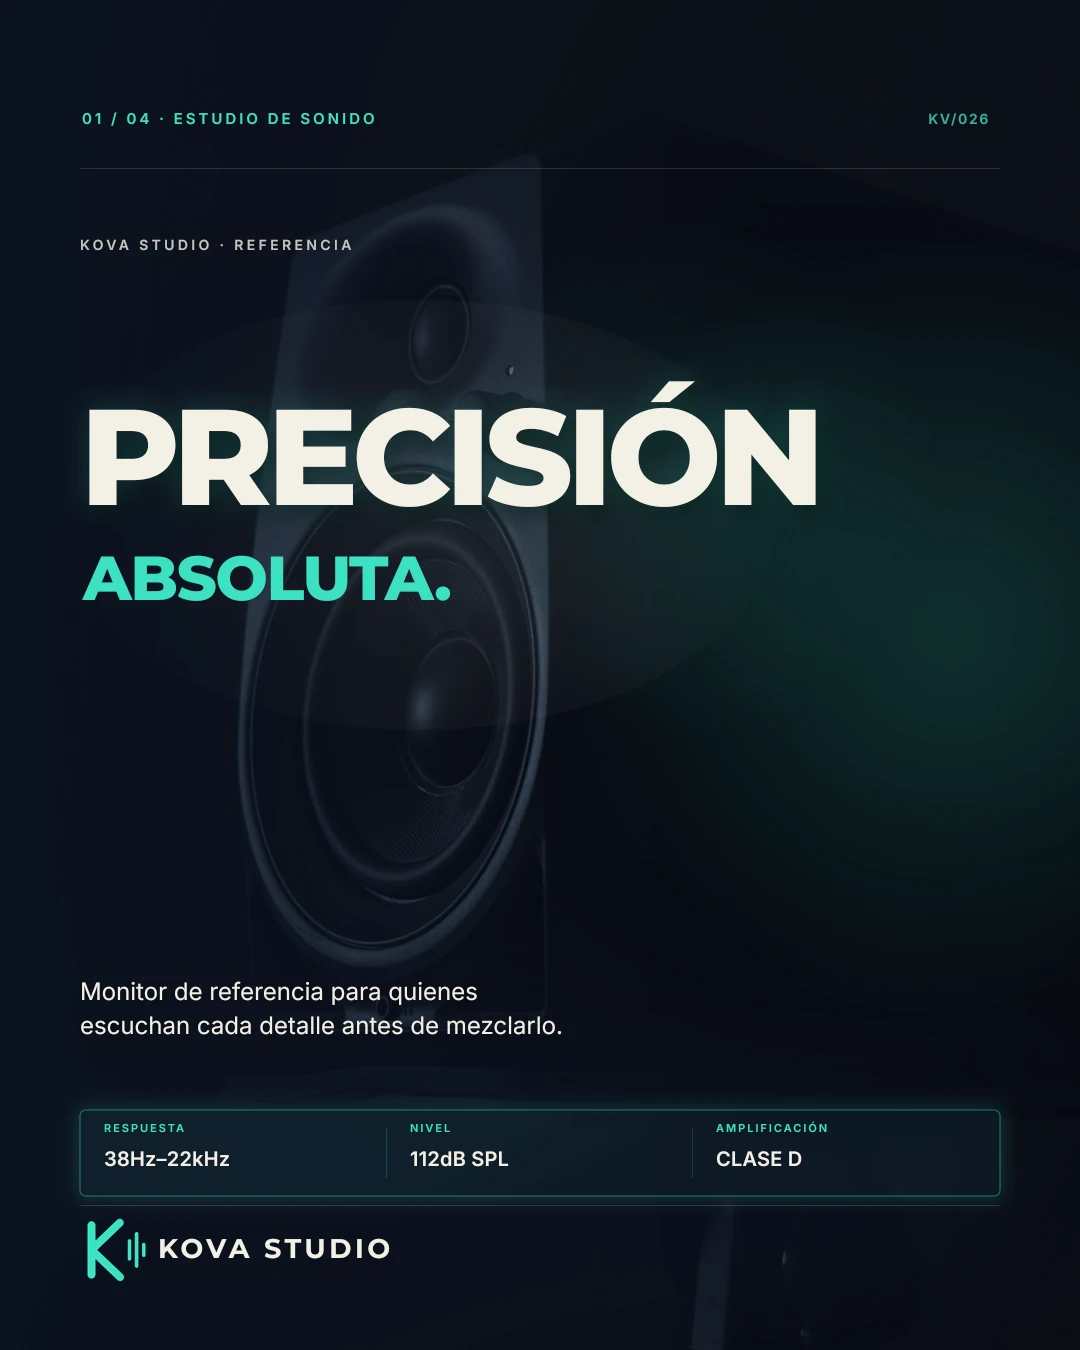 01 / 04 · ESTUDIO DE SONIDO
KV/026
KOVA STUDIO · REFERENCIA
PRECISIÓN
ABSOLUTA.
Monitor de referencia para quienes
escuchan cada detalle antes de mezclarlo.
RESPUESTA
38Hz–22kHz
NIVEL
112dB SPL
AMPLIFICACIÓN
CLASE D
KOVA STUDIO